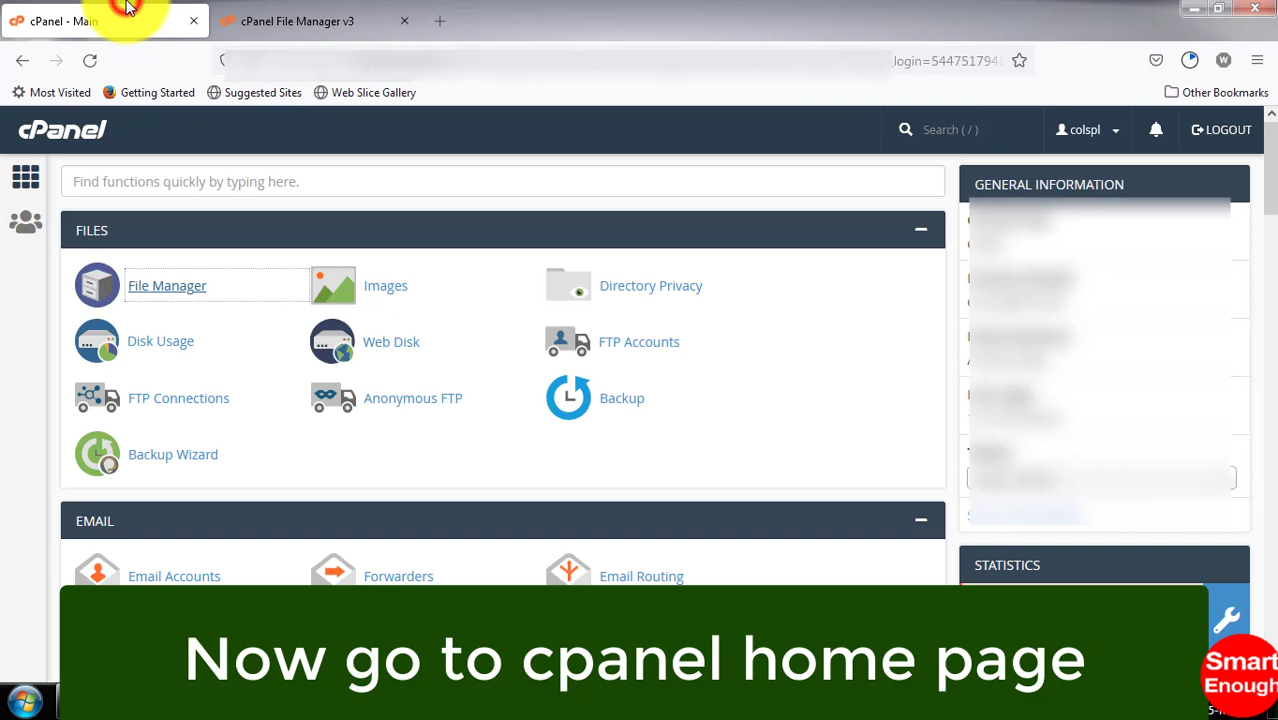 cPanel - Main
cPanel File Manager v3
_login=544751794
Most Visited
Getting Started
Suggested Sites
Web Slice Gallery
Other Bookmarks
cPanel
Search ( / )
colspl
LOGOUT
Find functions quickly by typing here.
GENERAL INFORMATION
FILES
File Manager
Images
Directory Privacy
Disk Usage
Web Disk
FTP Accounts
FTP Connections
Anonymous FTP
Backup
Backup Wizard
EMAIL
STATISTICS
Email Accounts
Forwarders
Email Routing
Now go to cpanel home page
Smart
Enough